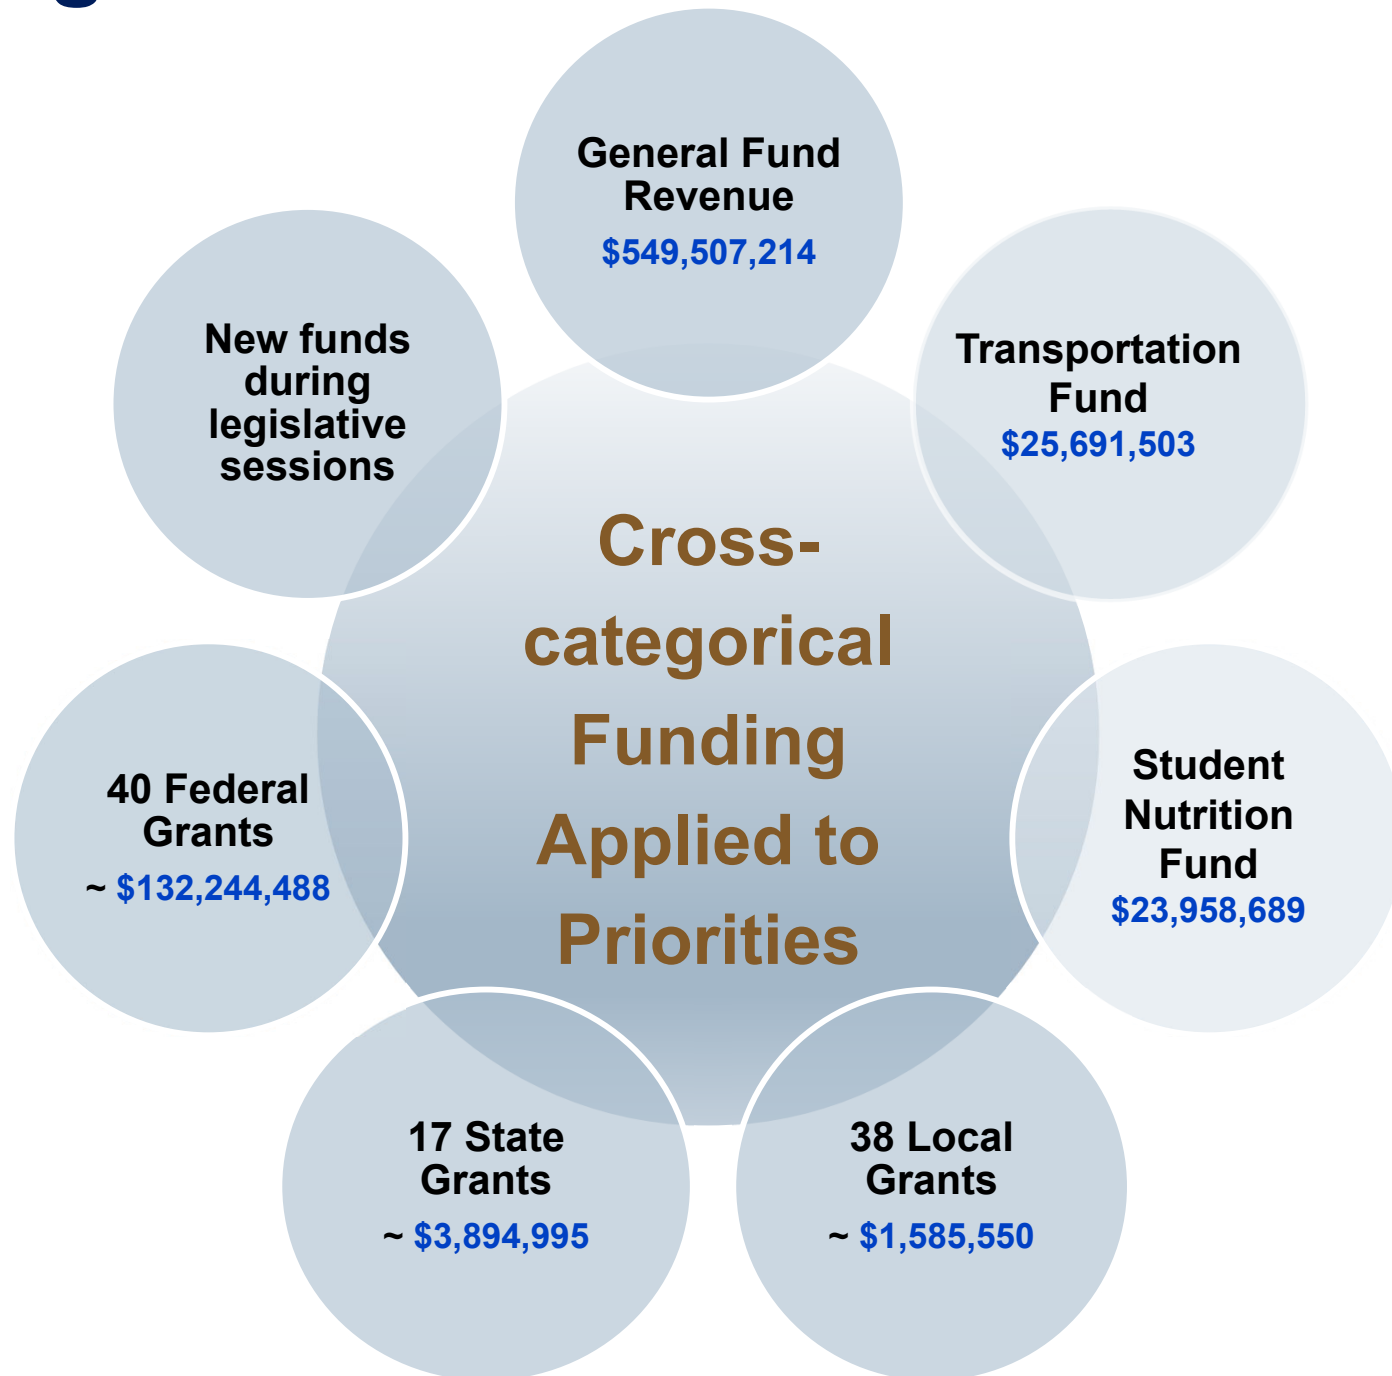 General Fund
Revenue
$549,507,214
Transportation
Fund
$25,691,503
Student
Nutrition
Fund
$23,958,689
38 Local
Grants
~ $1,585,550
17 State
Grants
~ $3,894,995
40 Federal
Grants
~ $132,244,488
New funds
during
legislative
sessions
Cross-
categorical
Funding
Applied to
Priorities